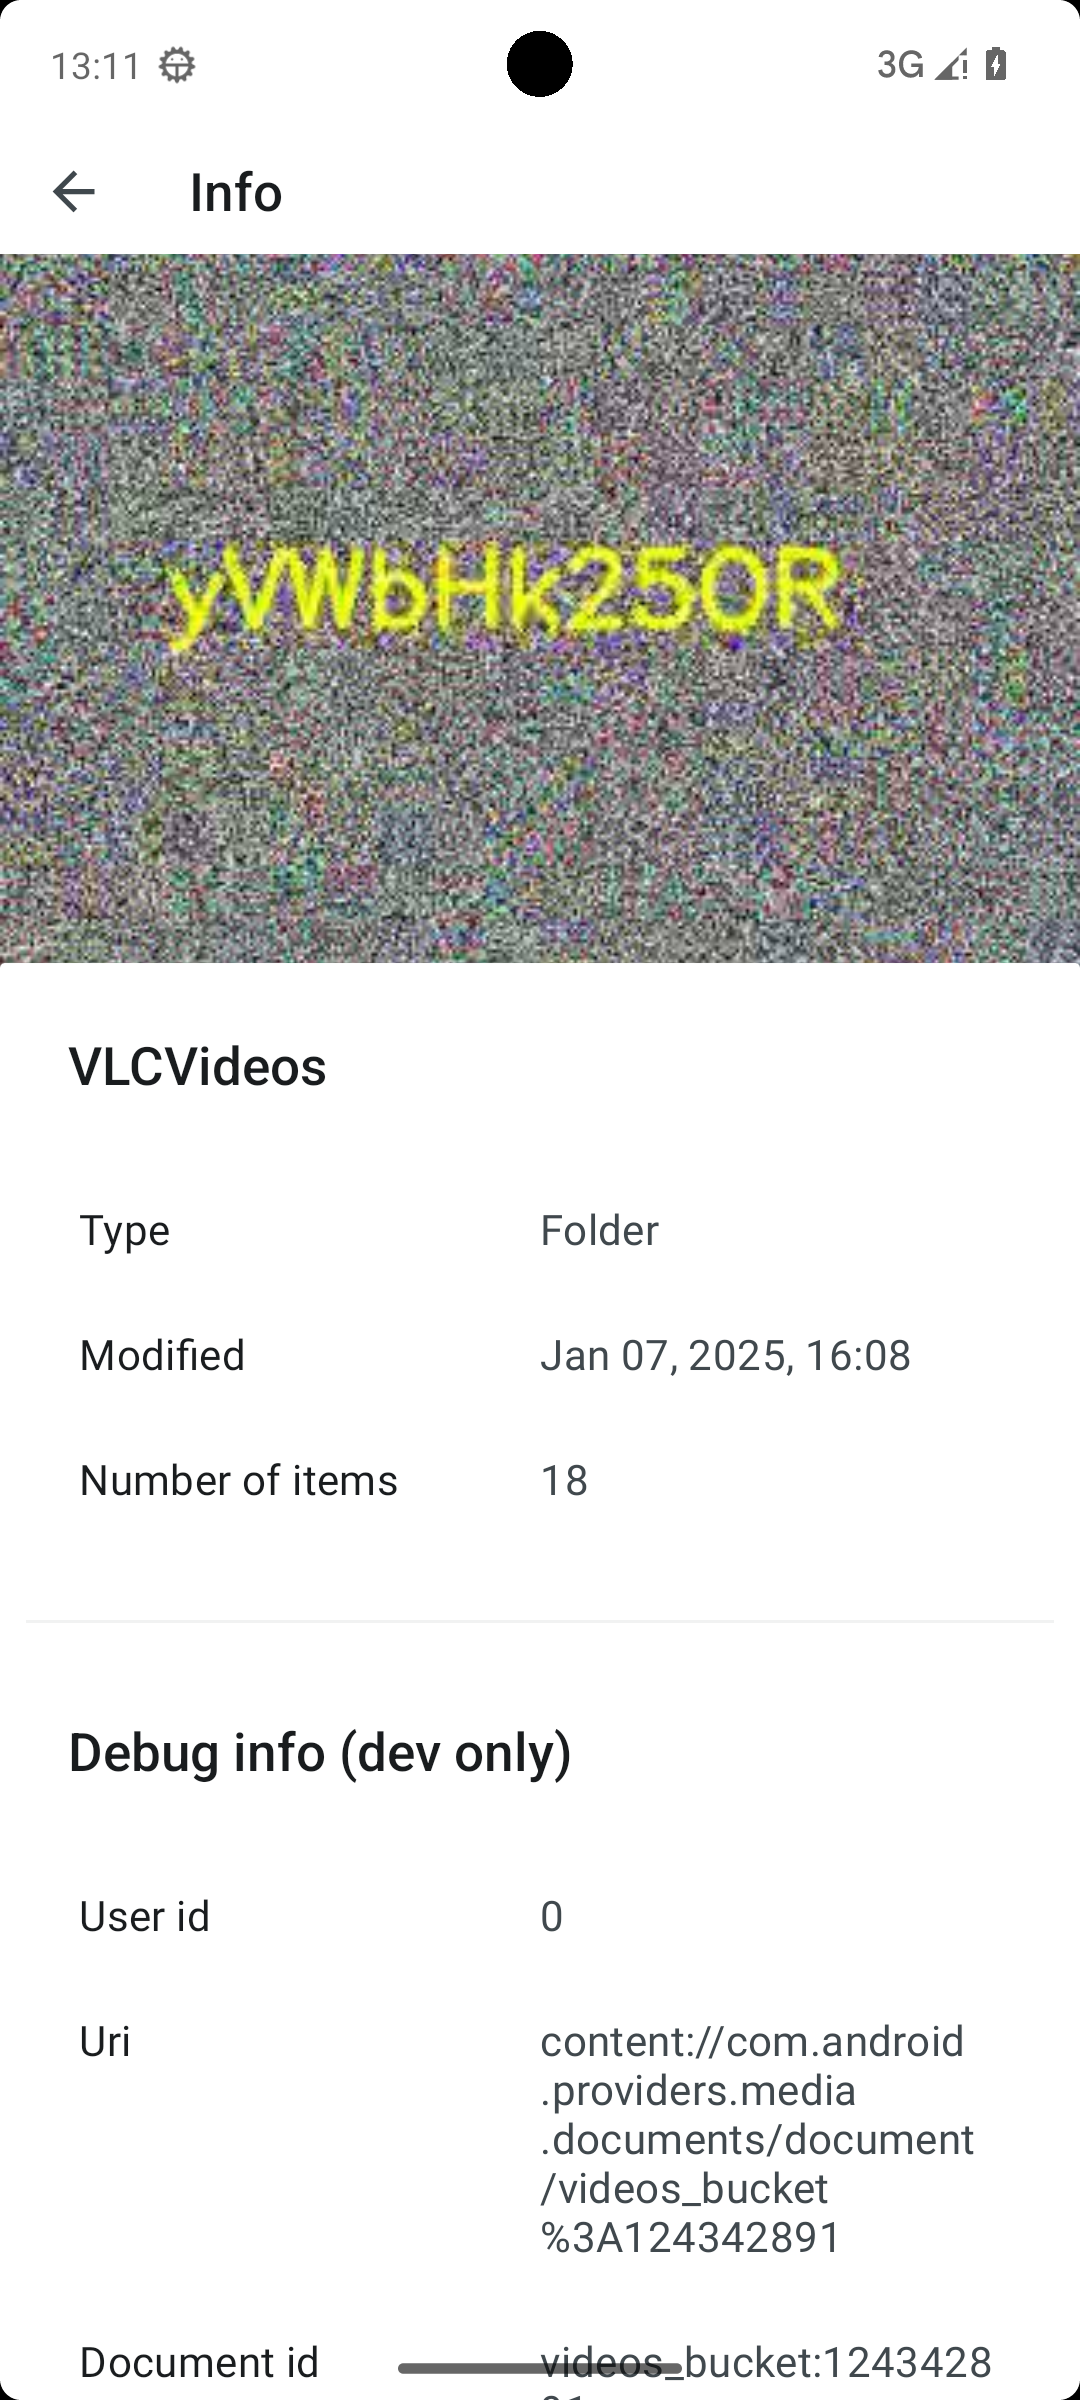 13:11
3G
Info
yVWbHk25OR
VLCVideos
Type Folder
Modified Jan 07, 2025, 16:08
Number of items 18
Debug info (dev only)
User id 0
Uri content://com.android
.providers.media
.documents/document
/videos_bucket
%3A124342891
Document id videos_bucket:1243428